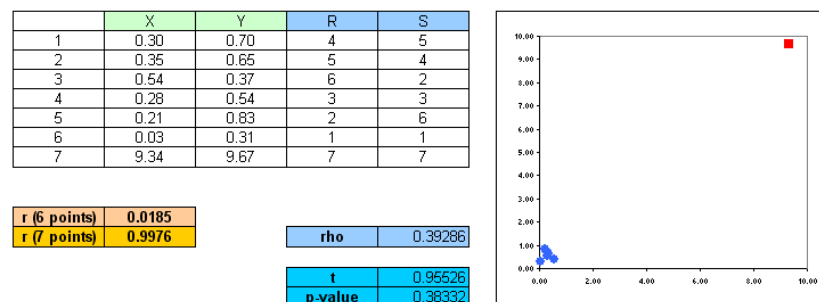 X Y R S
1 0.30 0.70 4 5
2 0.35 0.65 5 4
3 0.54 0.37 6 2
4 0.28 0.54 3 3
5 0.21 0.83 2 6
6 0.03 0.31 1 1
7 9.34 9.67 7 7
r (6 points) 0.0185
r (7 points) 0.9976
rho 0.39286
t 0.95526
p-value 0.38332
10.00
9.00
8.00
7.00
6.00
5.00
4.00
3.00
2.00
1.00
0.00
0.00 2.00 4.00 6.00 8.00 10.00